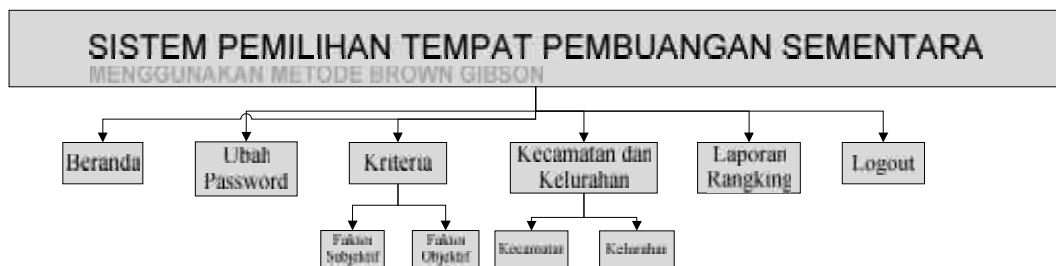 SISTEM PEMILIHAN TEMPAT PEMBUANGAN SEMENTARA
MENGGUNAKAN METODE BROWN GIBSON
Beranda
Ubah
Password
Kriteria
Kecamatan dan
Kelurahan
Laporan
Rangking
Logout
Faktor
Subjektif
Faktor
Objektif
Kecamatan
Kelurahan